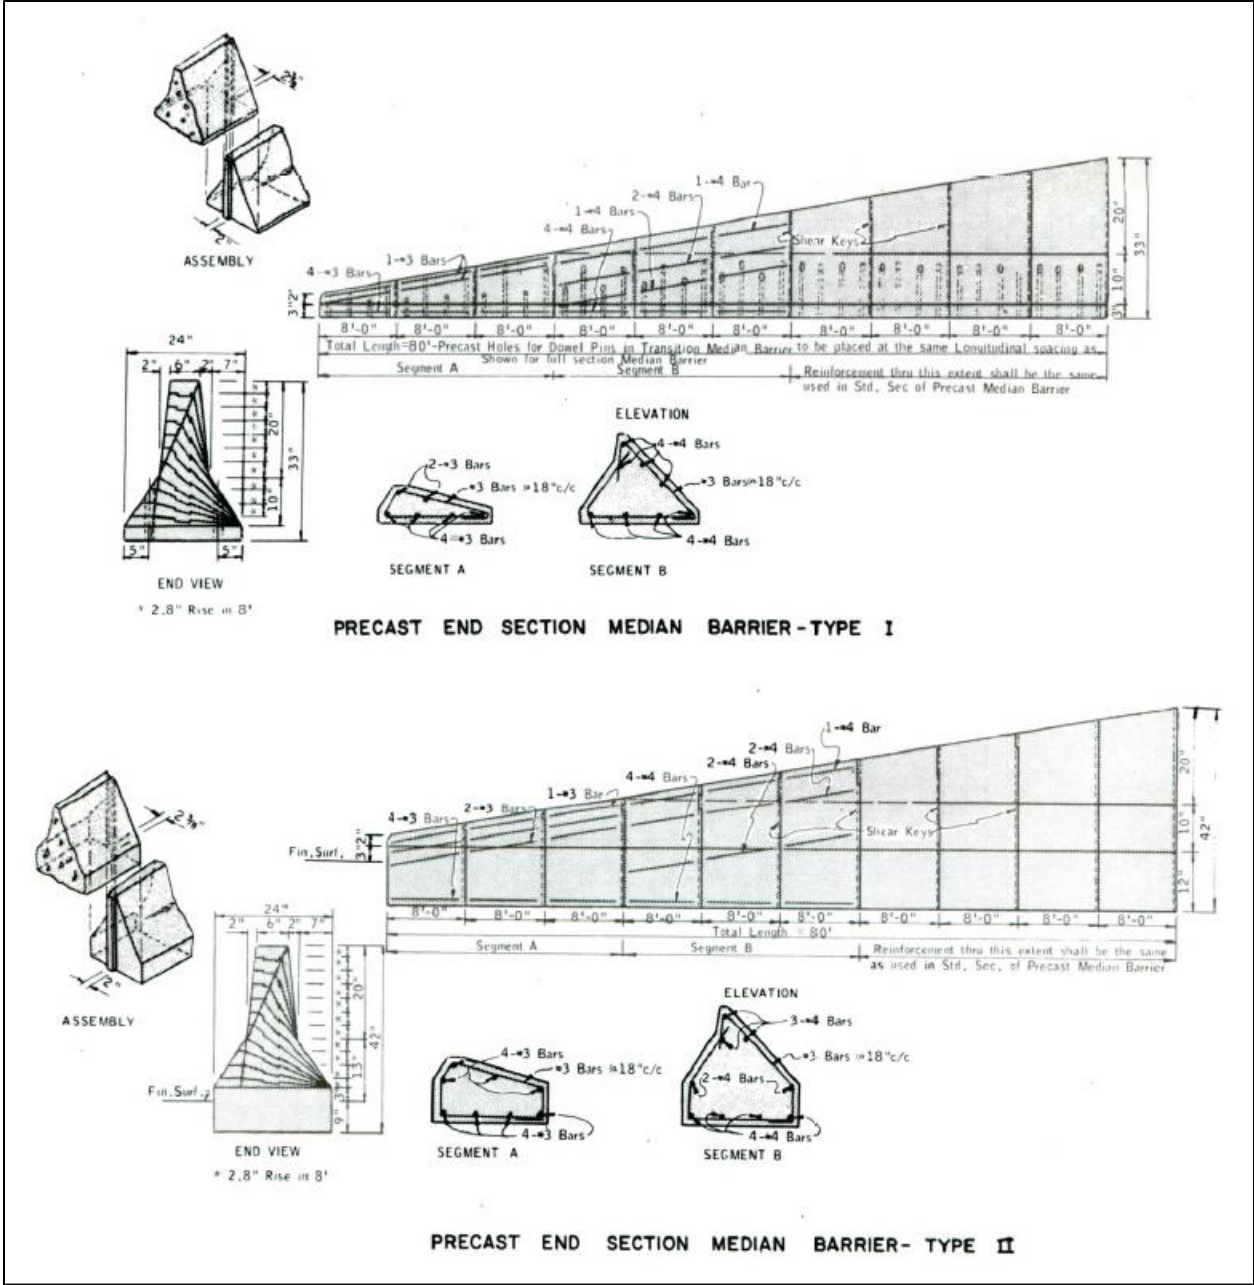 2⅜"
2"
ASSEMBLY
1-#4 Bar
2-#4 Bars
1-#4 Bars
4-#4 Bars
1-#3 Bars
4-#3 Bars
Shear Keys
3"2"
20"
10"
3"
33"
8'-0" 8'-0" 8'-0" 8'-0" 8'-0" 8'-0" 8'-0" 8'-0" 8'-0" 8'-0"
Total Length=80'-Precast Holes for Dowel Pins in Transition Median Barrier to be placed at the same Longitudinal spacing as
Shown for full section Median Barrier
Segment A
Segment B
Reinforcement thru this extent shall be the same
used in Std, Sec of Precast Median Barrier
ELEVATION
24"
2" 6" 2" 7"
20"
10"
33"
5" 5"
END VIEW
* 2.8" Rise in 8'
2-#3 Bars
#3 Bars @18"c/c
4-#3 Bars
SEGMENT A
4-#4 Bars
#3 Bars@18"c/c
4-#4 Bars
SEGMENT B
PRECAST END SECTION MEDIAN BARRIER-TYPE I
2⅜"
2"
ASSEMBLY
1-#4 Bar
2-#4 Bars
2-#4 Bars
4-#4 Bars
1-#3 Bar
2-#3 Bars
4-#3 Bars
Shear Keys
Fin, Surf,
3"2"
20"
10"
12"
42"
8'-0" 8'-0" 8'-0" 8'-0" 8'-0" 8'-0" 8'-0" 8'-0" 8'-0" 8'-0"
Total Length = 80'
Segment A
Segment B
Reinforcement thru this extent shall be the same
as used in Std, Sec, of Precast Median Barrier
ELEVATION
24"
2" 6" 2" 7"
20"
13"
3"
9"
42"
Fin.Surf.
END VIEW
* 2.8" Rise in 8'
4-#3 Bars
#3 Bars @18"c/c
4-#3 Bars
SEGMENT A
3-#4 Bars
#3 Bars @18"c/c
2-#4 Bars
4-#4 Bars
SEGMENT B
PRECAST END SECTION MEDIAN BARRIER- TYPE II